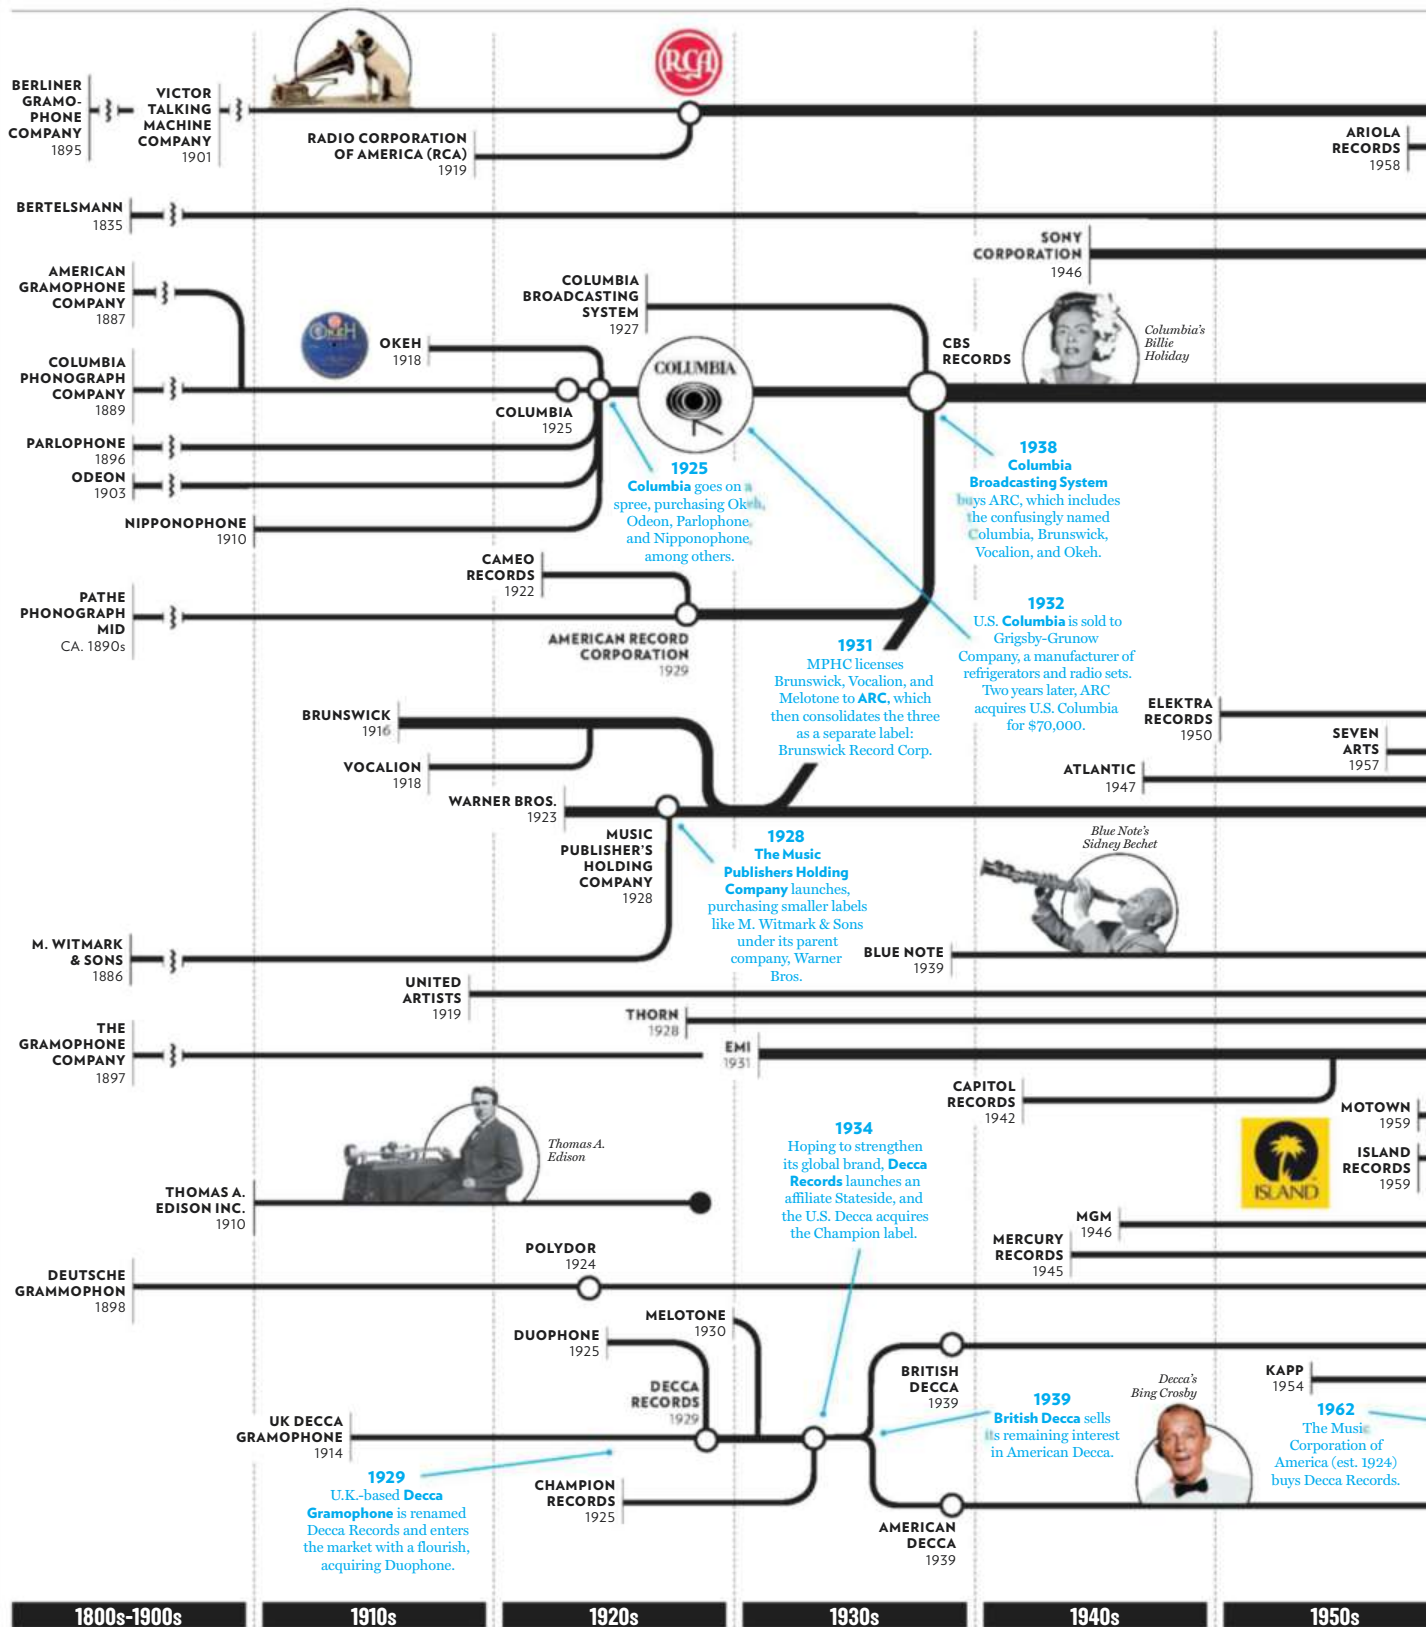 BERLINER
GRAMO-
PHONE
COMPANY
1895
VICTOR
TALKING
MACHINE
COMPANY
1901
RADIO CORPORATION
OF AMERICA (RCA)
1919
RCA
ARIOLA
RECORDS
1958
BERTELSMANN
1835
SONY
CORPORATION
1946
AMERICAN
GRAMOPHONE
COMPANY
1887
COLUMBIA
BROADCASTING
SYSTEM
1927
OKEH
OKEH
1918
COLUMBIA
CBS
RECORDS
Columbia's
Billie
Holiday
COLUMBIA
PHONOGRAPH
COMPANY
1889
COLUMBIA
1925
PARLOPHONE
1896
ODEON
1903
NIPPONOPHONE
1910
1925
Columbia goes on a
spree, purchasing Okeh,
Odeon, Parlophone,
and Nipponophone,
among others.
1938
Columbia
Broadcasting System
buys ARC, which includes
the confusingly named
Columbia, Brunswick,
Vocalion, and Okeh.
CAMEO
RECORDS
1922
PATHE
PHONOGRAPH
MID
CA. 1890s
AMERICAN RECORD
CORPORATION
1929
1932
U.S. Columbia is sold to
Grigsby-Grunow
Company, a manufacturer of
refrigerators and radio sets.
Two years later, ARC
acquires U.S. Columbia
for $70,000.
1931
MPHC licenses
Brunswick, Vocalion, and
Melotone to ARC, which
then consolidates the three
as a separate label:
Brunswick Record Corp.
BRUNSWICK
1916
VOCALION
1918
ELEKTRA
RECORDS
1950
SEVEN
ARTS
1957
ATLANTIC
1947
WARNER BROS.
1923
MUSIC
PUBLISHER'S
HOLDING
COMPANY
1928
1928
The Music
Publishers Holding
Company launches,
purchasing smaller labels
like M. Witmark & Sons
under its parent
company, Warner
Bros.
Blue Note's
Sidney Bechet
M. WITMARK
& SONS
1886
BLUE NOTE
1939
UNITED
ARTISTS
1919
THORN
1928
THE
GRAMOPHONE
COMPANY
1897
EMI
1931
CAPITOL
RECORDS
1942
MOTOWN
1959
ISLAND
RECORDS
1959
ISLAND
Thomas A.
Edison
1934
Hoping to strengthen
its global brand, Decca
Records launches an
affiliate Stateside, and
the U.S. Decca acquires
the Champion label.
THOMAS A.
EDISON INC.
1910
MGM
1946
MERCURY
RECORDS
1945
POLYDOR
1924
DEUTSCHE
GRAMMOPHON
1898
MELOTONE
1930
DUOPHONE
1925
DECCA
RECORDS
1929
BRITISH
DECCA
1939
KAPP
1954
Decca's
Bing Crosby
UK DECCA
GRAMOPHONE
1914
1939
British Decca sells
its remaining interest
in American Decca.
1962
The Music
Corporation of
America (est. 1924)
buys Decca Records.
1929
U.K.-based Decca
Gramophone is renamed
Decca Records and enters
the market with a flourish,
acquiring Duophone.
CHAMPION
RECORDS
1925
AMERICAN
DECCA
1939
1800s-1900s
1910s
1920s
1930s
1940s
1950s